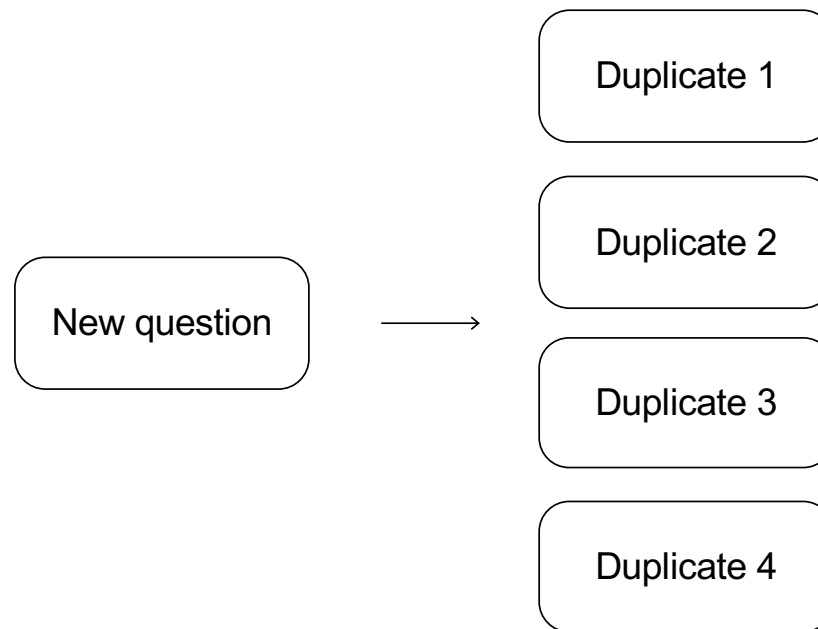 Duplicate 1
Duplicate 2
New question
Duplicate 3
Duplicate 4